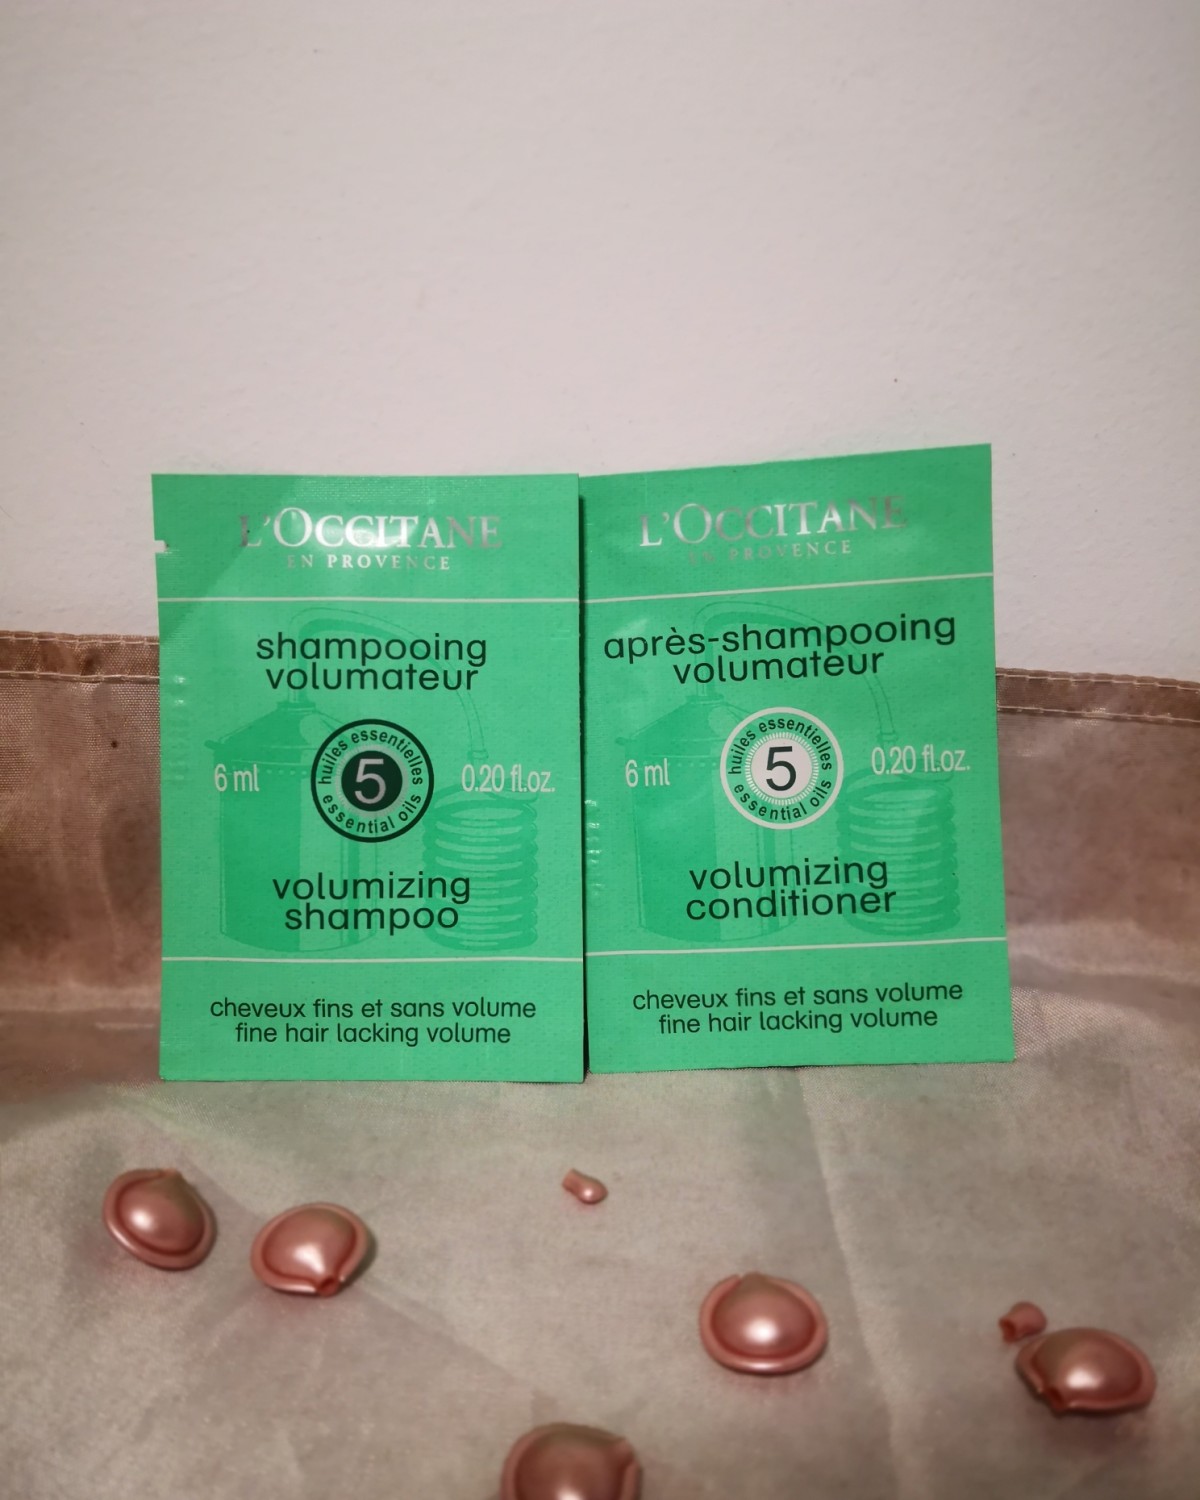 L'OCCITANE
EN PROVENCE
shampooing
volumateur
6 ml
huiles essentielles
5
essential oils
0.20 fl.oz.
volumizing
shampoo
cheveux fins et sans volume
fine hair lacking volume
L'OCCITANE
EN PROVENCE
après-shampooing
volumateur
6 ml
huiles essentielles
5
essential oils
0.20 fl.oz.
volumizing
conditioner
cheveux fins et sans volume
fine hair lacking volume